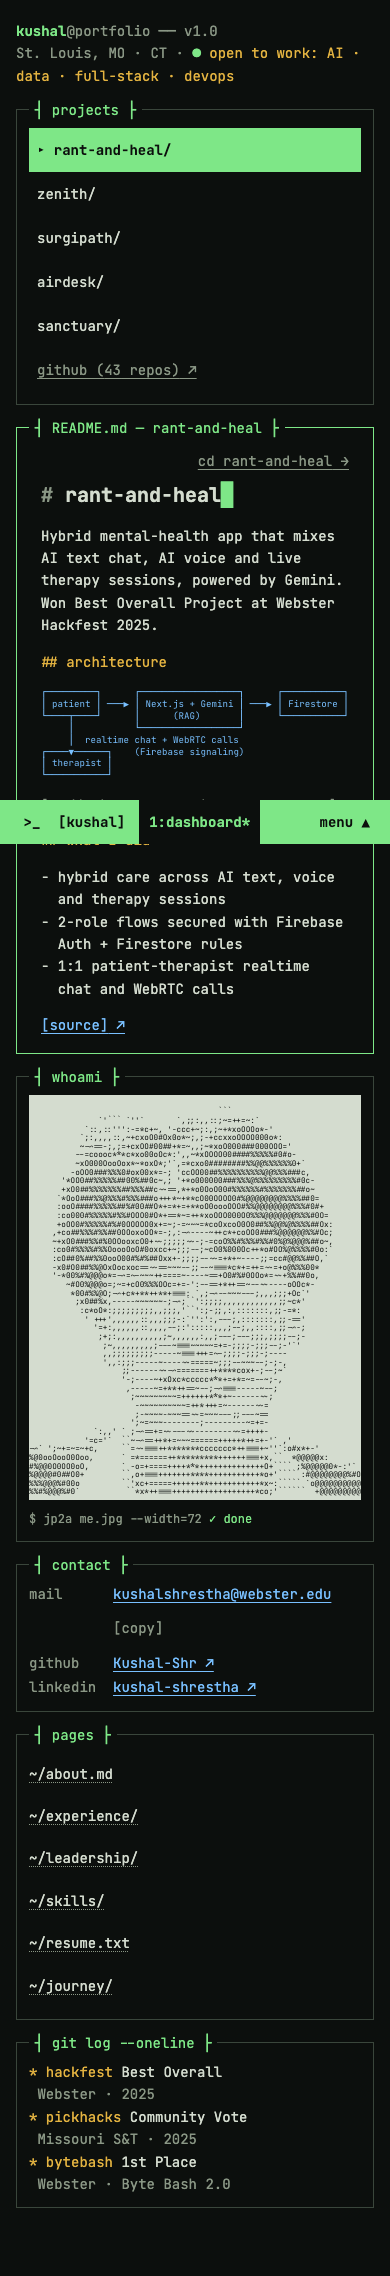 kushal@portfolio — v1.0
St. Louis, MO · CT · ● open to work: AI ·
data · full-stack · devops
projects
▸ rant-and-heal/
zenith/
surgipath/
airdesk/
sanctuary/
github (43 repos) ↗
README.md — rant-and-heal
cd rant-and-heal →
# rant-and-heal
Hybrid mental-health app that mixes
AI text chat, AI voice and live
therapy sessions, powered by Gemini.
Won Best Overall Project at Webster
Hackfest 2025.
## architecture
patient
Next.js + Gemini
(RAG)
Firestore
realtime chat + WebRTC calls
(Firebase signaling)
therapist
>_ [kushal] 1:dashboard* menu ▲
- hybrid care across AI text, voice
and therapy sessions
- 2-role flows secured with Firebase
Auth + Firestore rules
- 1:1 patient-therapist realtime
chat and WebRTC calls
[source] ↗
whoami
$ jp2a me.jpg --width=72 ✓ done
contact
mail kushalshrestha@webster.edu
[copy]
github Kushal-Shr ↗
linkedin kushal-shrestha ↗
pages
~/about.md
~/experience/
~/leadership/
~/skills/
~/resume.txt
~/journey/
git log --oneline
* hackfest Best Overall
Webster · 2025
* pickhacks Community Vote
Missouri S&T · 2025
* bytebash 1st Place
Webster · Byte Bash 2.0